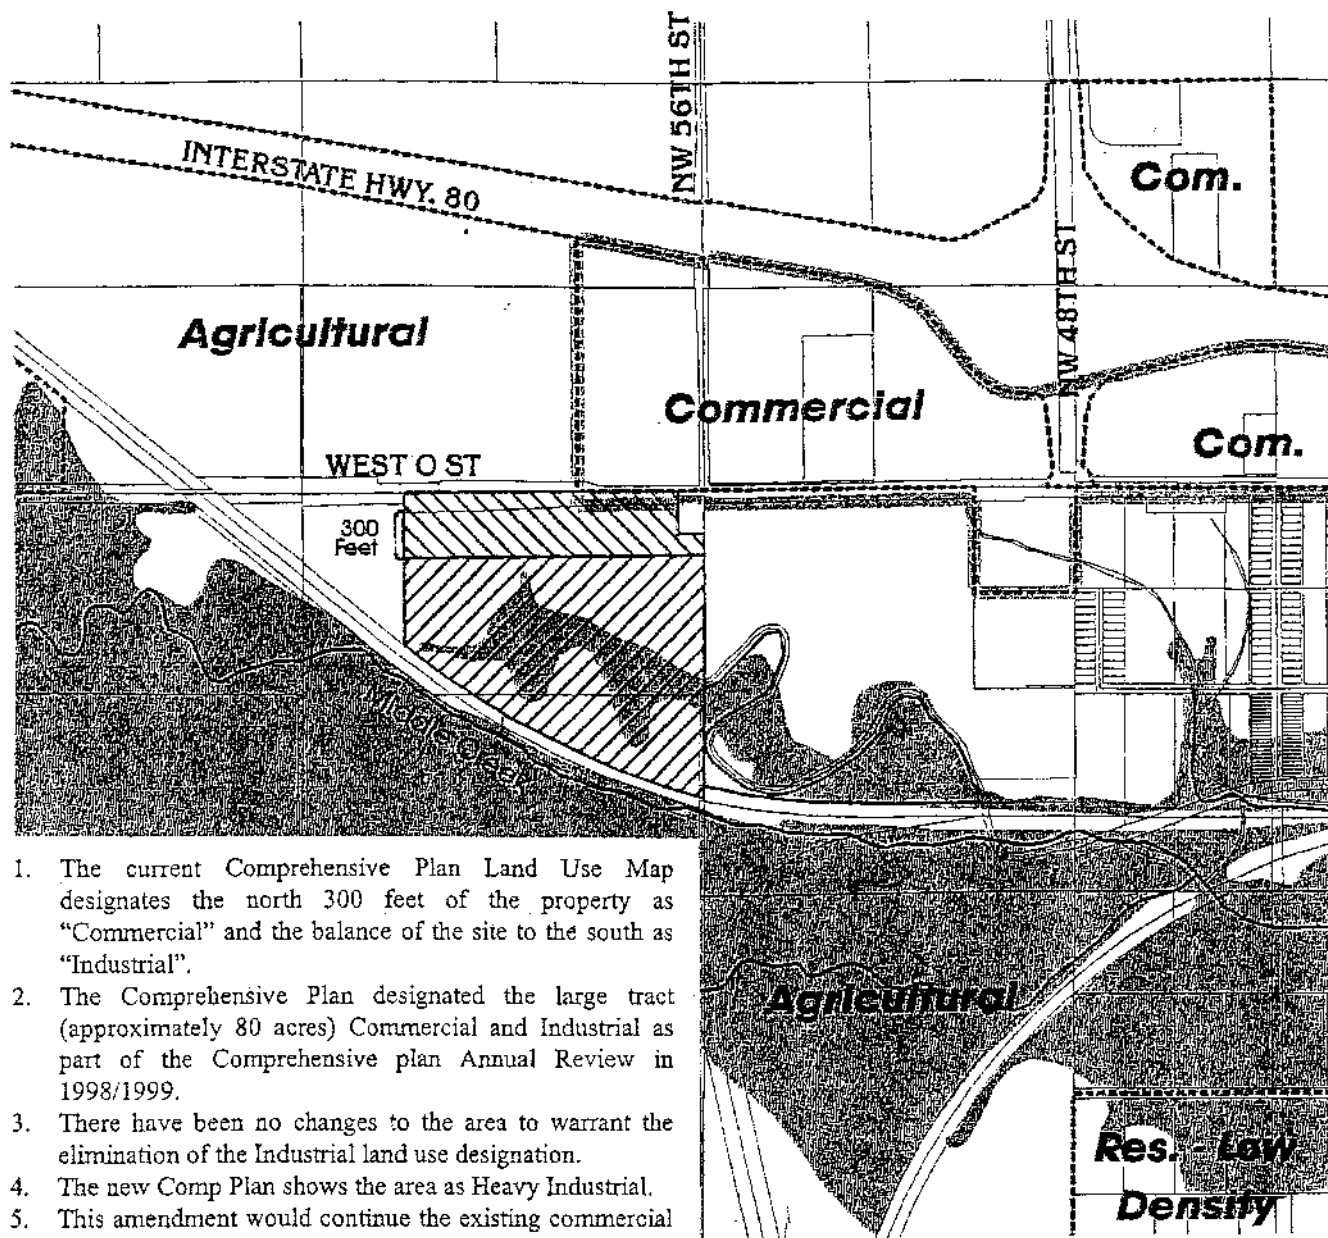 NW 56TH ST
INTERSTATE HWY. 80
Com.
NW 48TH ST
Agricultural
Commercial
Com.
WEST O ST
300
Feet
Middle Creek
1. The current Comprehensive Plan Land Use Map
designates the north 300 feet of the property as
“Commercial” and the balance of the site to the south as
“Industrial”.
2. The Comprehensive Plan designated the large tract
(approximately 80 acres) Commercial and Industrial as
part of the Comprehensive plan Annual Review in
1998/1999.
3. There have been no changes to the area to warrant the
elimination of the Industrial land use designation.
4. The new Comp Plan shows the area as Heavy Industrial.
5. This amendment would continue the existing commercial
Agricultural
Res. - Low
Density